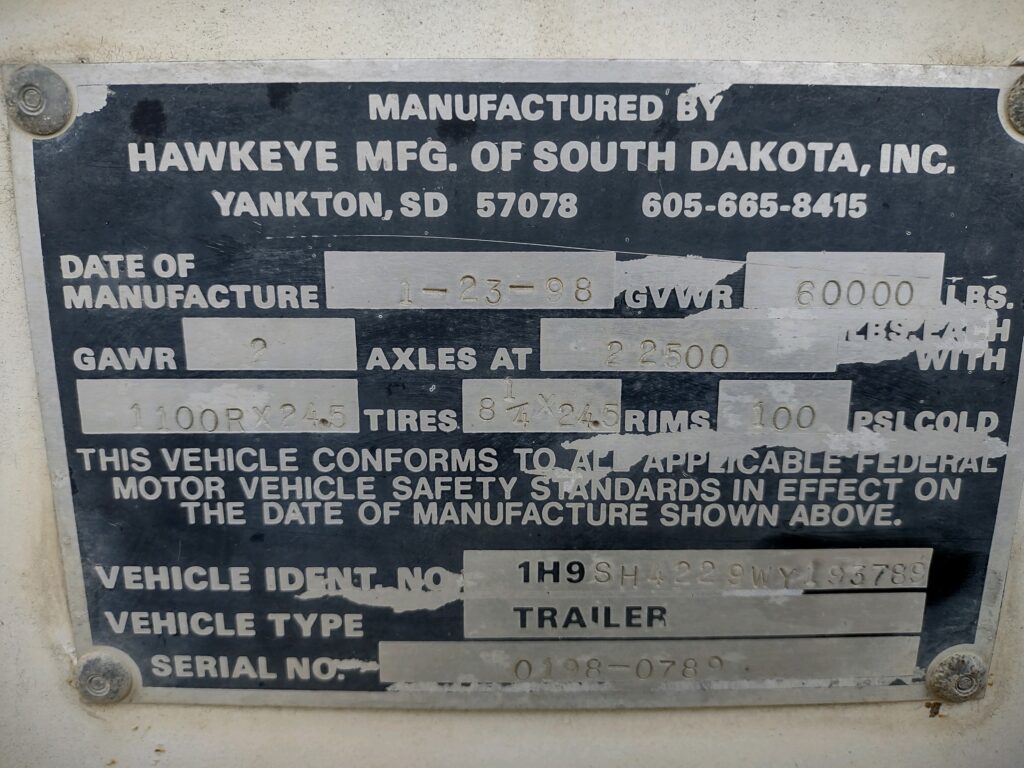 MANUFACTURED BY
HAWKEYE MFG. OF SOUTH DAKOTA, INC.
YANKTON, SD 57078 605-665-8415
DATE OF MANUFACTURE 1-23-98 GVWR 60000 LBS.
GAWR 2 AXLES AT 22500 LBS. EACH WITH
1100RX24.5 TIRES 8 1/4 X 24.5 RIMS 100 PSI COLD
THIS VEHICLE CONFORMS TO ALL APPLICABLE FEDERAL
MOTOR VEHICLE SAFETY STANDARDS IN EFFECT ON
THE DATE OF MANUFACTURE SHOWN ABOVE.
VEHICLE IDENT. NO 1H9SH4229WY193789
VEHICLE TYPE TRAILER
SERIAL NO. 0198-0789